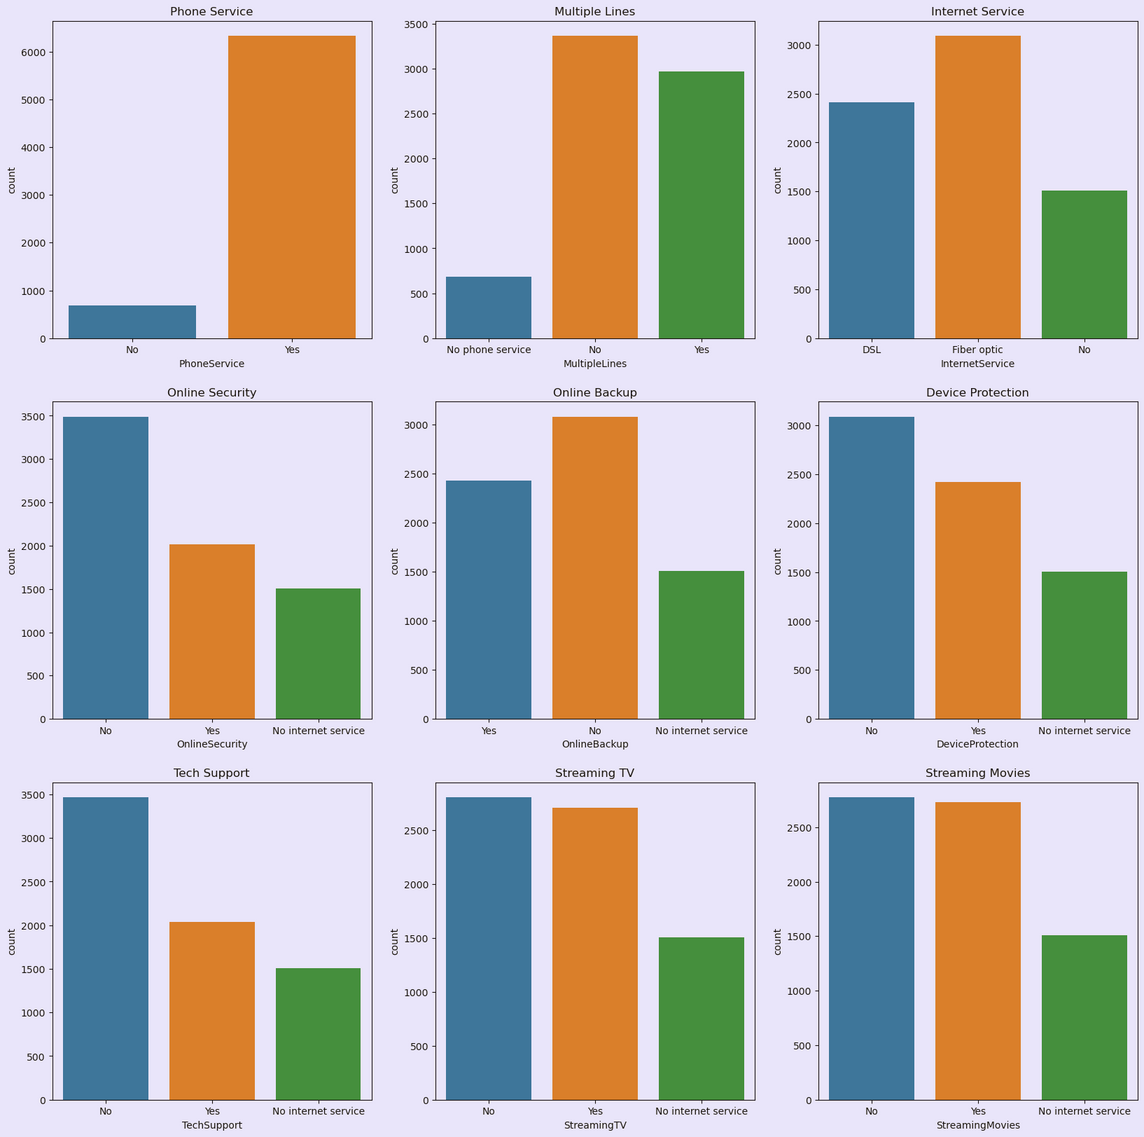 Phone Service
6000
5000
4000
3000
2000
1000
0
count
No Yes
PhoneService
Multiple Lines
3500
3000
2500
2000
1500
1000
500
0
count
No phone service No Yes
MultipleLines
Internet Service
3000
2500
2000
1500
1000
500
0
count
DSL Fiber optic No
InternetService
Online Security
3500
3000
2500
2000
1500
1000
500
0
count
No Yes No internet service
OnlineSecurity
Online Backup
3000
2500
2000
1500
1000
500
0
count
Yes No No internet service
OnlineBackup
Device Protection
3000
2500
2000
1500
1000
500
0
count
No Yes No internet service
DeviceProtection
Tech Support
3500
3000
2500
2000
1500
1000
500
0
count
No Yes No internet service
TechSupport
Streaming TV
2500
2000
1500
1000
500
0
count
No Yes No internet service
StreamingTV
Streaming Movies
2500
2000
1500
1000
500
0
count
No Yes No internet service
StreamingMovies